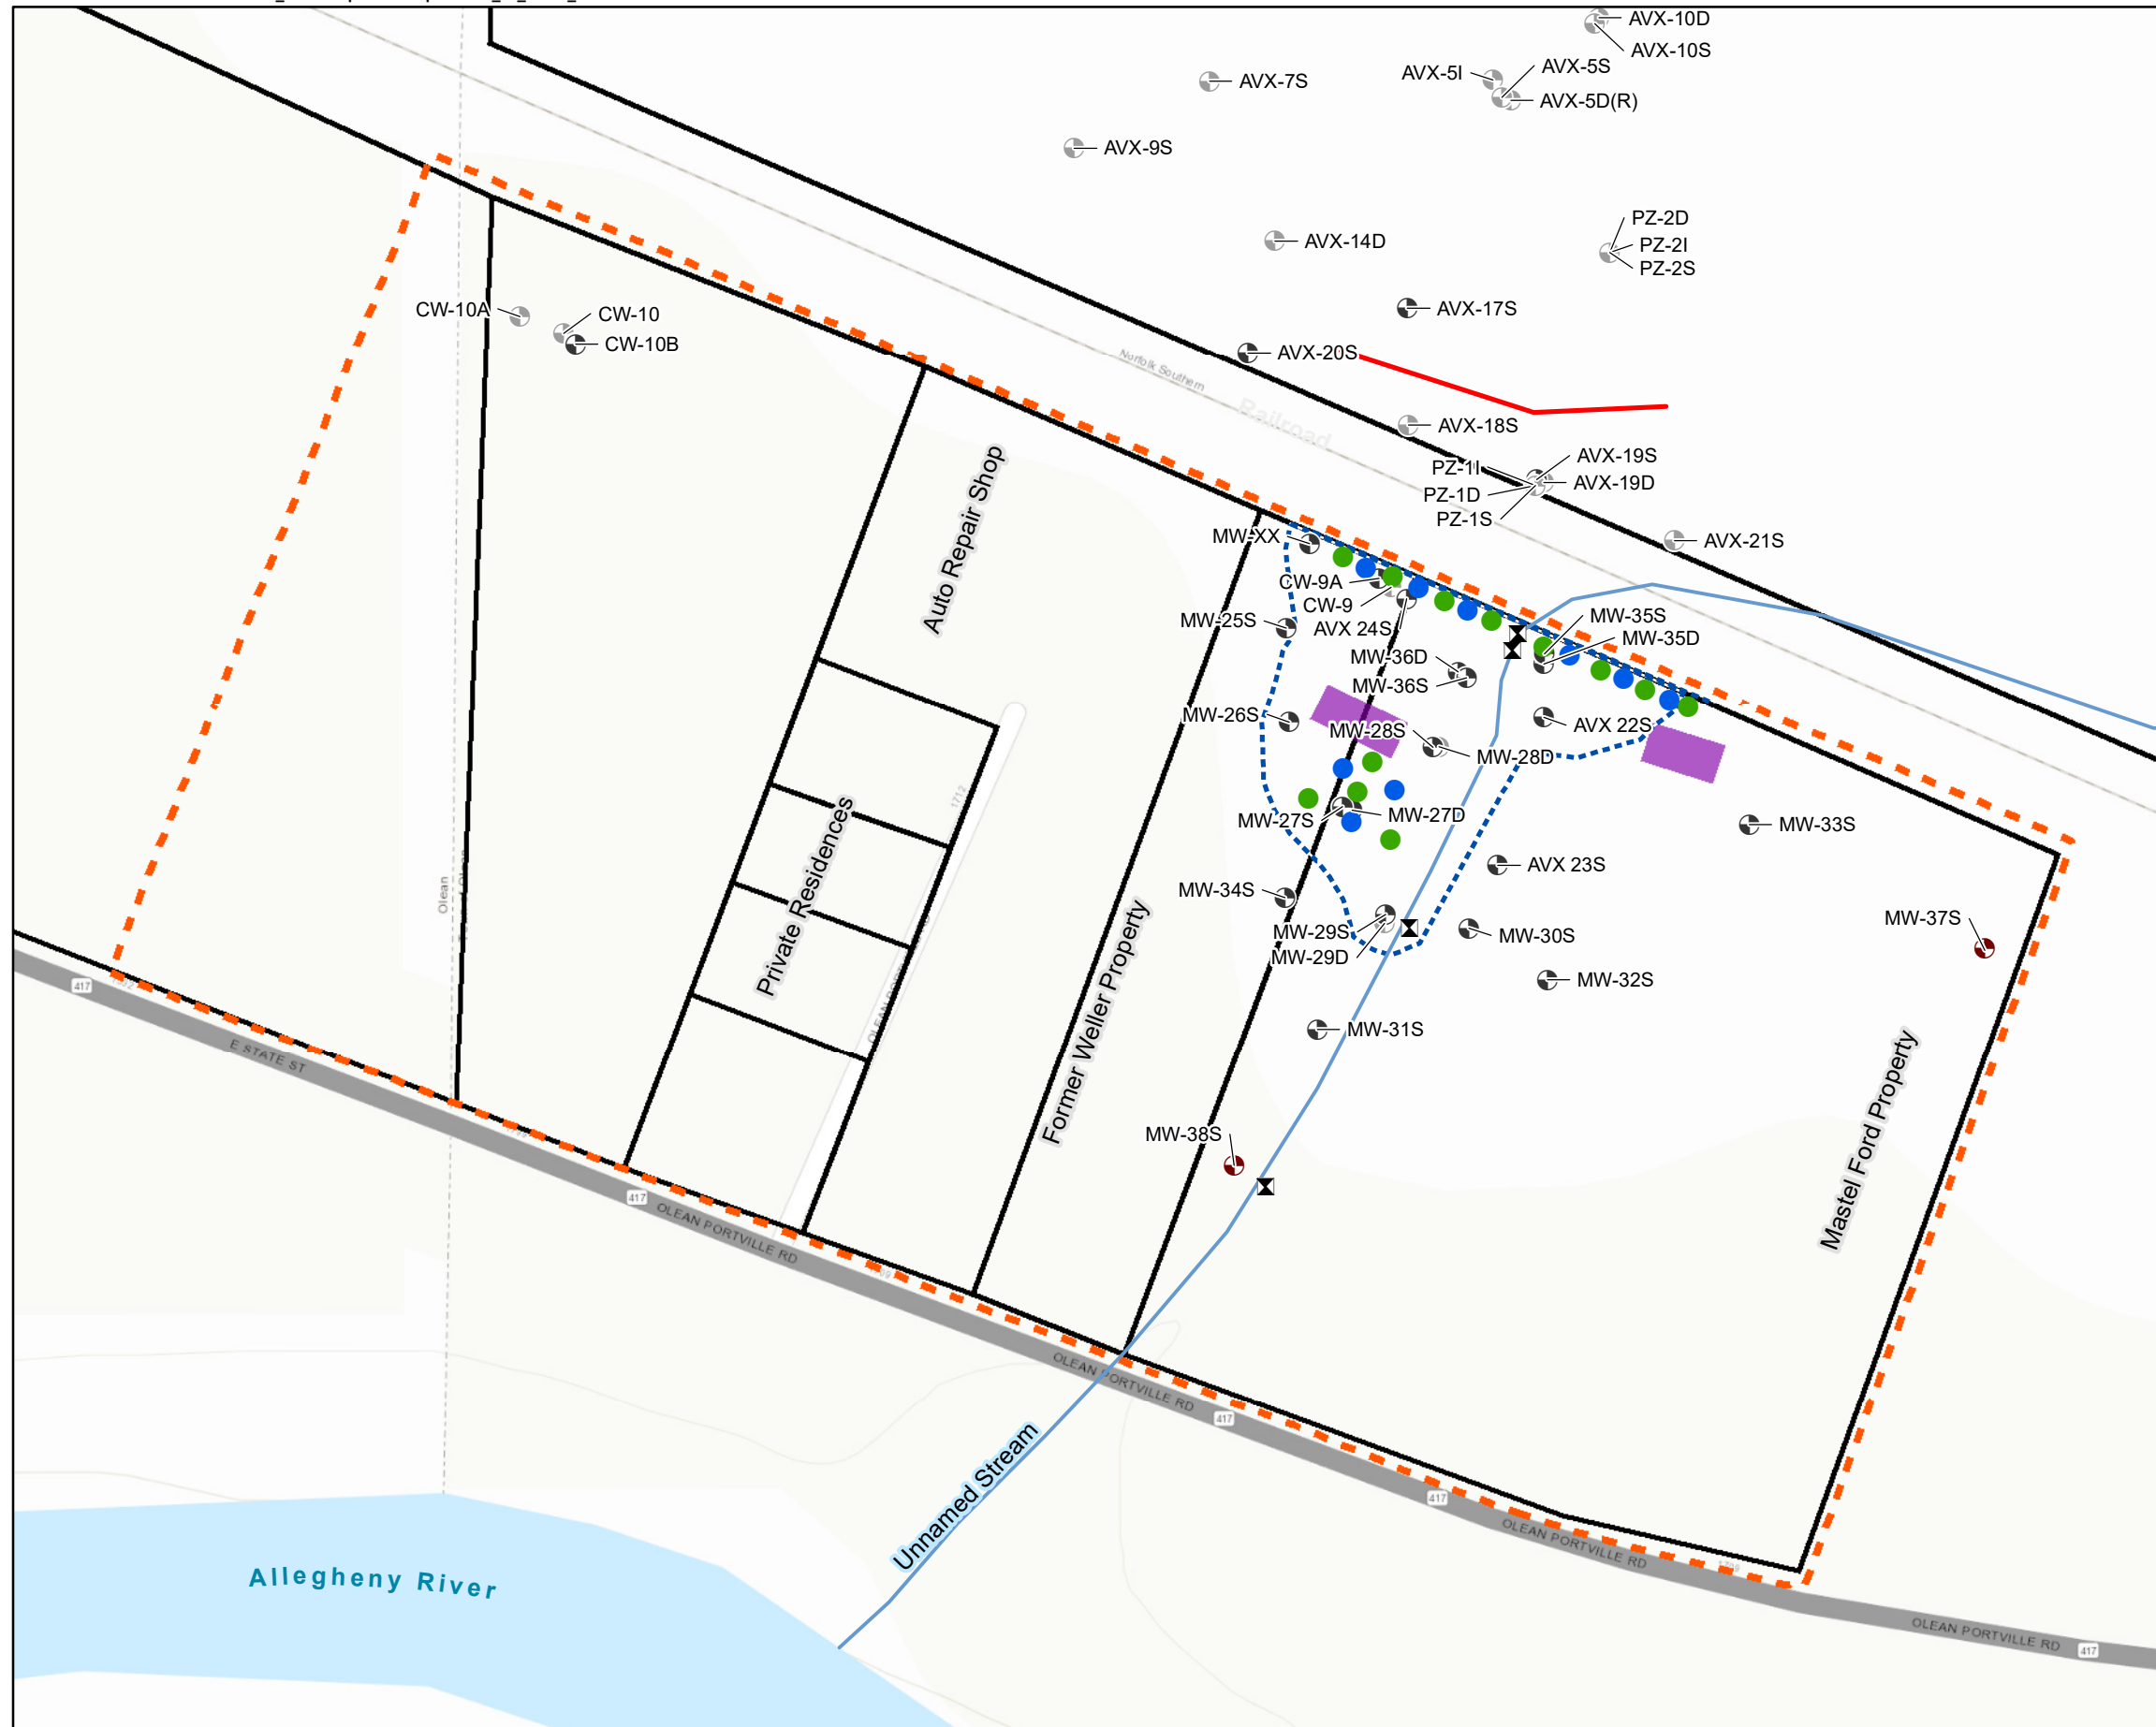 AVX-10D
AVX-10S
AVX-5S
AVX-5I
AVX-7S
AVX-5D(R)
AVX-9S
PZ-2D
AVX-14D
PZ-2I
PZ-2S
CW-10A
CW-10
AVX-17S
CW-10B
AVX-20S
Norfolk Southern
Railroad
AVX-18S
AVX-19S
PZ-1I
AVX-19D
PZ-1D
PZ-1S
MW-XX
AVX-21S
Auto Repair Shop
CW-9A
CW-9
MW-25S
AVX 24S
MW-35S
MW-35D
MW-36D
MW-36S
MW-26S
MW-28S
AVX 22S
MW-28D
1712
MW-27S
MW-27D
MW-33S
Private Residences
AVX 23S
Olean
MW-34S
MW-29S
MW-29D
MW-30S
MW-37S
Former Weller Property
MW-32S
417
E STATE ST
MW-31S
Mastel Ford Property
MW-38S
417
OLEAN PORTVILLE RD
OLEAN PORTVILLE RD
417
Unnamed Stream
417
OLEAN PORTVILLE RD
Allegheny River
OLEAN PORTVILLE RD
417